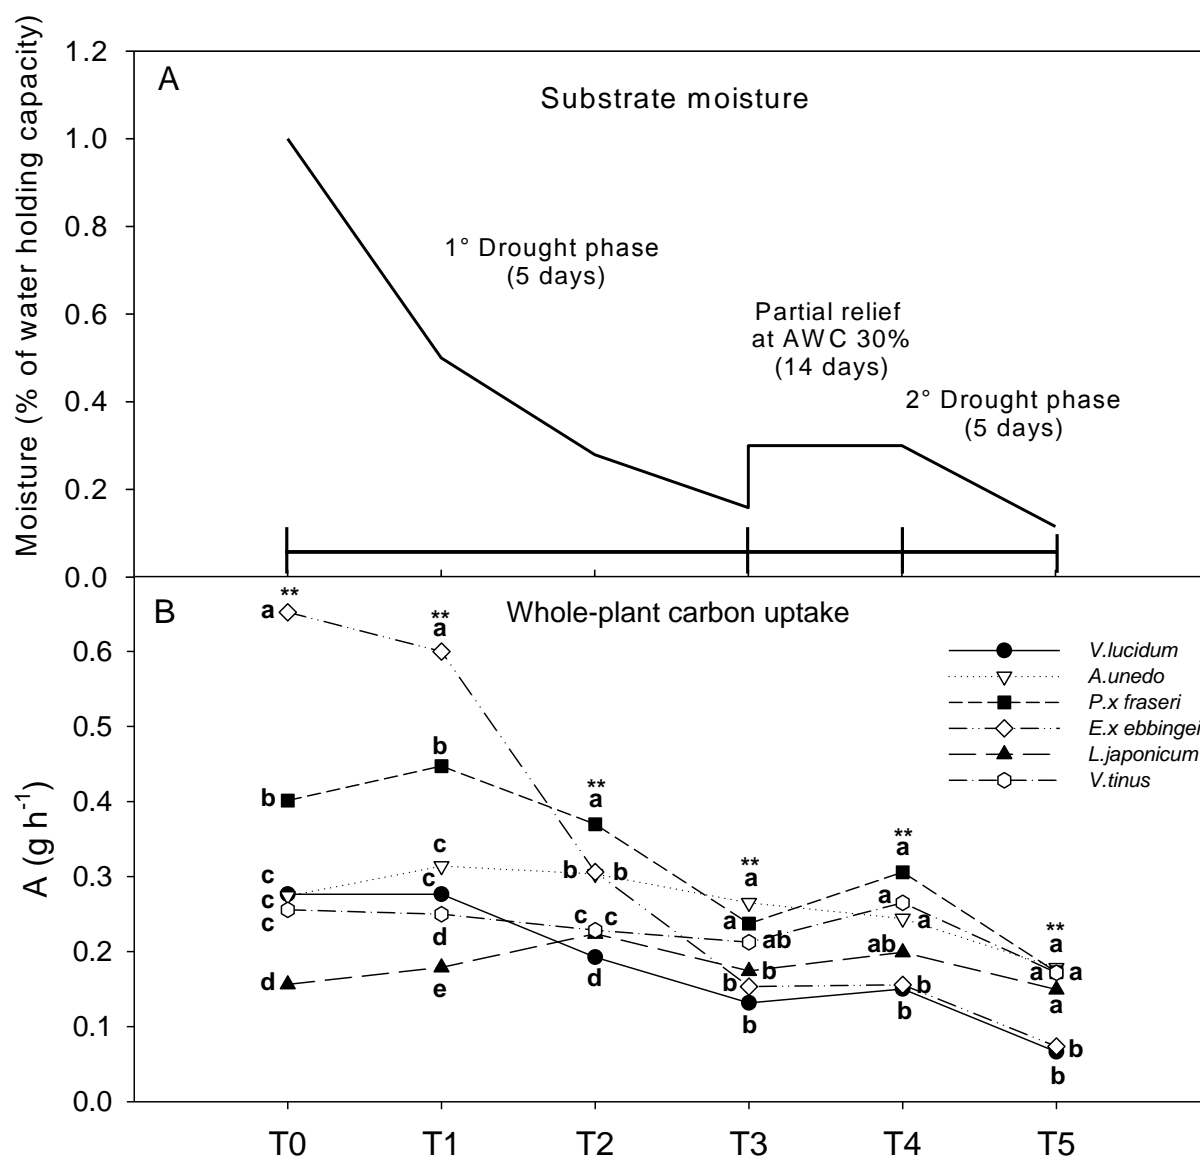 Moisture (% of water holding capacity)
1.2
1.0
0.8
0.6
0.4
0.2
0.0
A
Substrate moisture
1° Drought phase
(5 days)
Partial relief
at AWC 30%
(14 days)
2° Drought phase
(5 days)
B
Whole-plant carbon uptake
V.lucidum
A.unedo
P.x fraseri
E.x ebbingei
L.japonicum
V.tinus
A (g h⁻¹)
0.6
0.5
0.4
0.3
0.2
0.1
0.0
**
a
b
c
c
c
d
**
a
b
c
c
d
e
**
a
b b
c c
d
**
a
a
ab
b
b
b
**
a
a
a
ab
b
b
**
a
a a
a
b
b
T0 T1 T2 T3 T4 T5